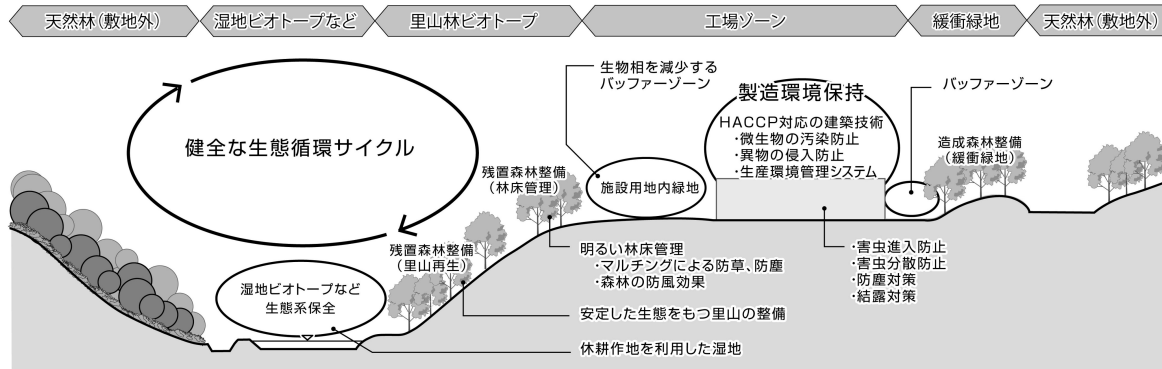 天然林（敷地外）
湿地ビオトープなど
里山林ビオトープ
工場ゾーン
緩衝緑地
天然林（敷地外）
健全な生態循環サイクル
湿地ビオトープなど
生態系保全
残置森林整備
（里山再生）
残置森林整備
（林床管理）
生物相を減少する
バッファーゾーン
施設用地内緑地
製造環境保持
HACCP対応の建築技術
・微生物の汚染防止
・異物の侵入防止
・生産環境管理システム
バッファーゾーン
造成森林整備
（緩衝緑地）
明るい林床管理
・マルチングによる防草、防塵
・森林の防風効果
安定した生態をもつ里山の整備
休耕作地を利用した湿地
・害虫進入防止
・害虫分散防止
・防塵対策
・結露対策